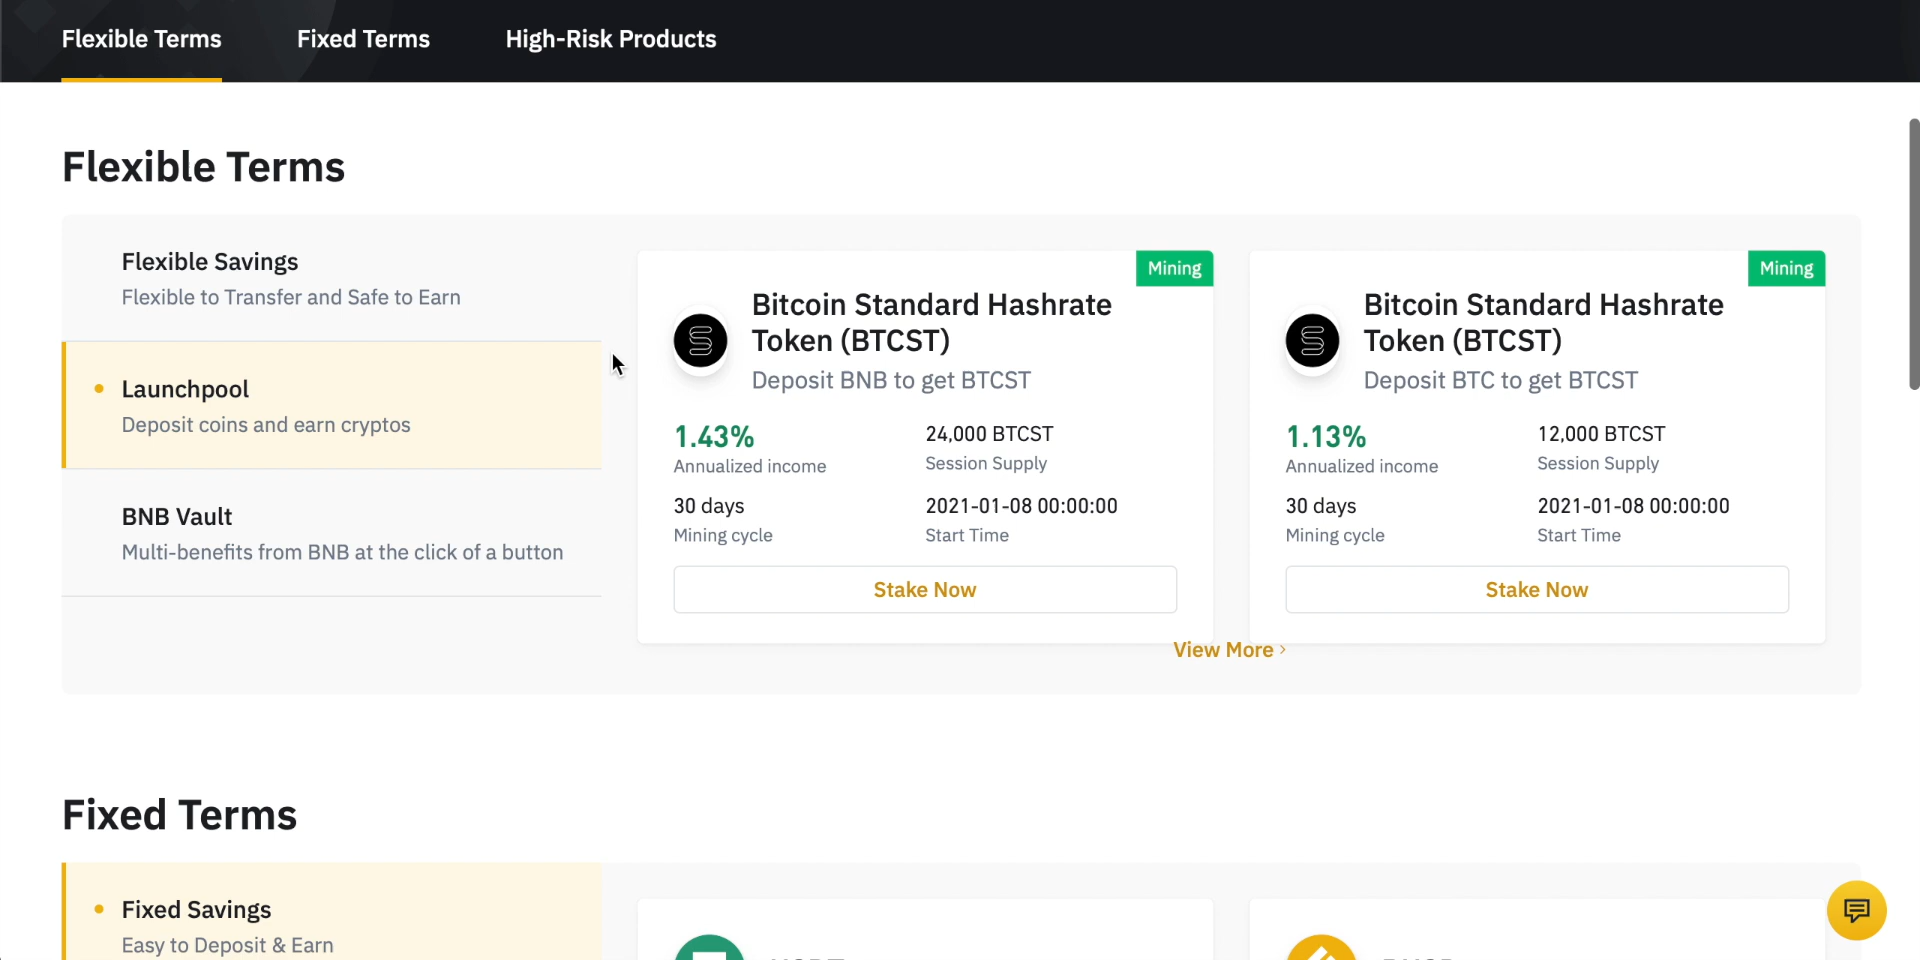 Flexible Terms
Fixed Terms
High-Risk Products
Flexible Terms
Flexible Savings
Flexible to Transfer and Safe to Earn
Launchpool
Deposit coins and earn cryptos
BNB Vault
Multi-benefits from BNB at the click of a button
Mining
Bitcoin Standard Hashrate
Token (BTCST)
Deposit BNB to get BTCST
1.43%
Annualized income
24,000 BTCST
Session Supply
30 days
Mining cycle
2021-01-08 00:00:00
Start Time
Stake Now
Mining
Bitcoin Standard Hashrate
Token (BTCST)
Deposit BTC to get BTCST
1.13%
Annualized income
12,000 BTCST
Session Supply
30 days
Mining cycle
2021-01-08 00:00:00
Start Time
Stake Now
View More ›
Fixed Terms
Fixed Savings
Easy to Deposit & Earn